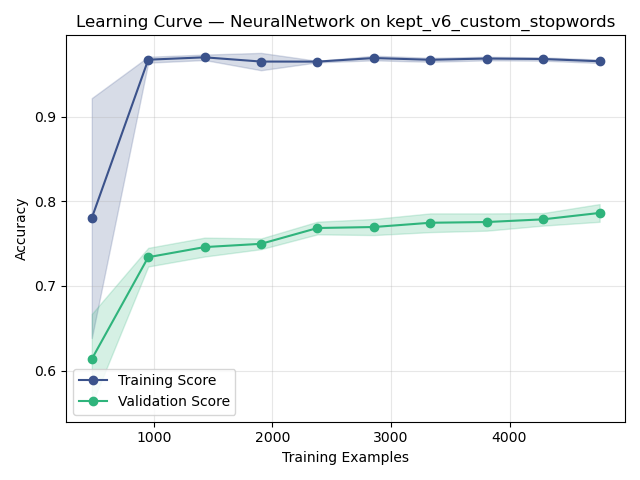 Learning Curve — NeuralNetwork on kept_v6_custom_stopwords
Accuracy
0.9
0.8
0.7
0.6
Training Score
Validation Score
1000 2000 3000 4000
Training Examples